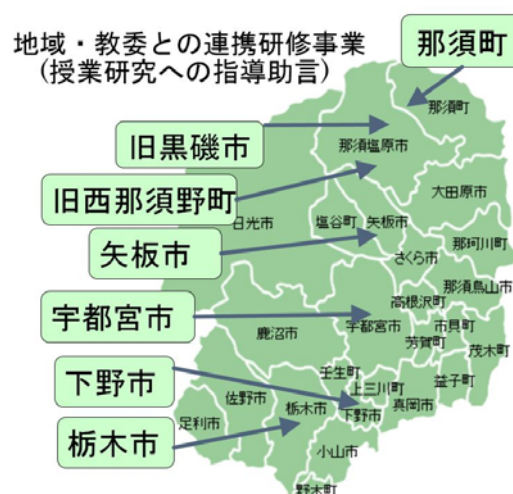 地域・教委との連携研修事業
(授業研究への指導助言)
那須町
旧黒磯市
旧西那須野町
矢板市
宇都宮市
下野市
栃木市
那須町
那須塩原市
大田原市
日光市
塩谷町
矢板市
那珂川町
さくら市
那須烏山市
高根沢町
鹿沼市
宇都宮市
市貝町
芳賀町
茂木町
壬生町
上三川町
益子町
佐野市
栃木市
下野市
真岡市
足利市
小山市
野木町